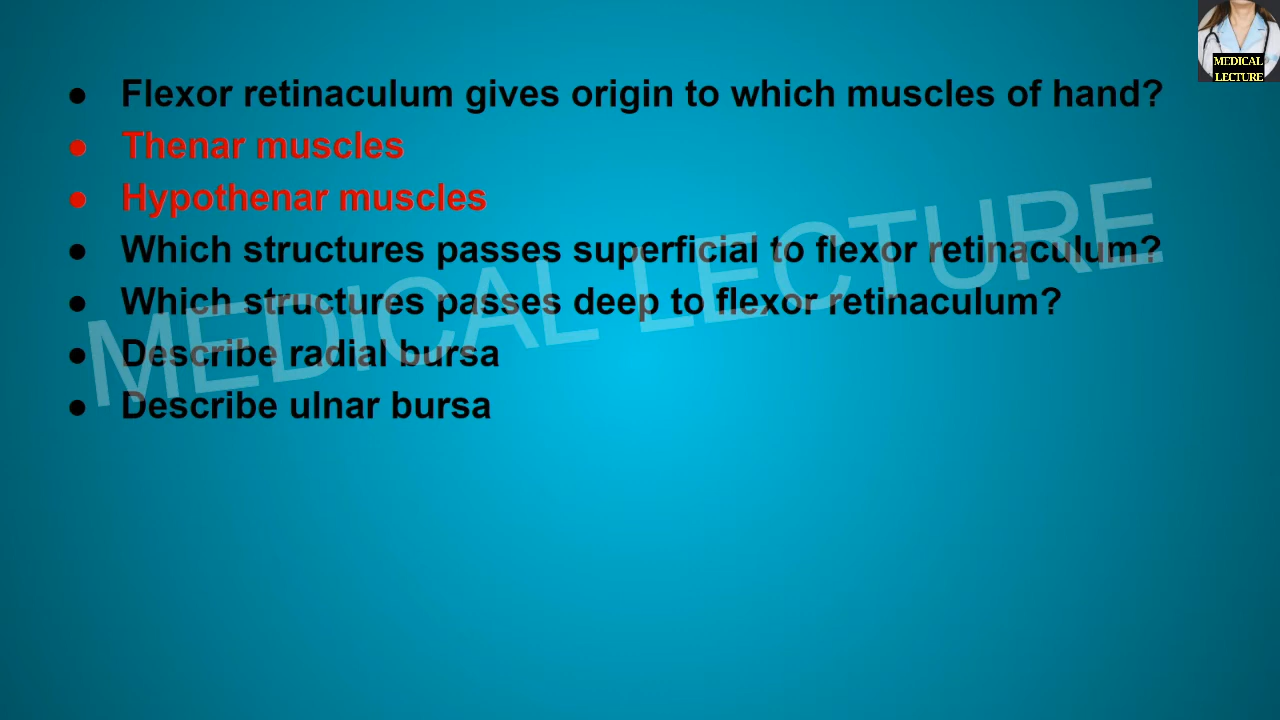 MEDICAL
LECTURE
● Flexor retinaculum gives origin to which muscles of hand?
● Thenar muscles
● Hypothenar muscles
● Which structures passes superficial to flexor retinaculum?
● Which structures passes deep to flexor retinaculum?
● Describe radial bursa
● Describe ulnar bursa
MEDICAL LECTURE